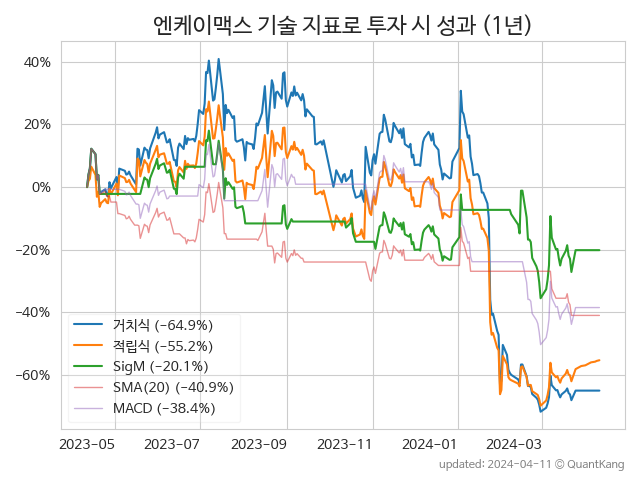 엔케이맥스 기술 지표로 투자 시 성과 (1년)
40%
20%
0%
−20%
−40%
−60%
거치식 (−64.9%)
적립식 (−55.2%)
SigM (−20.1%)
SMA(20) (−40.9%)
MACD (−38.4%)
2023-05
2023-07
2023-09
2023-11
2024-01
2024-03
updated: 2024-04-11 © QuantKang